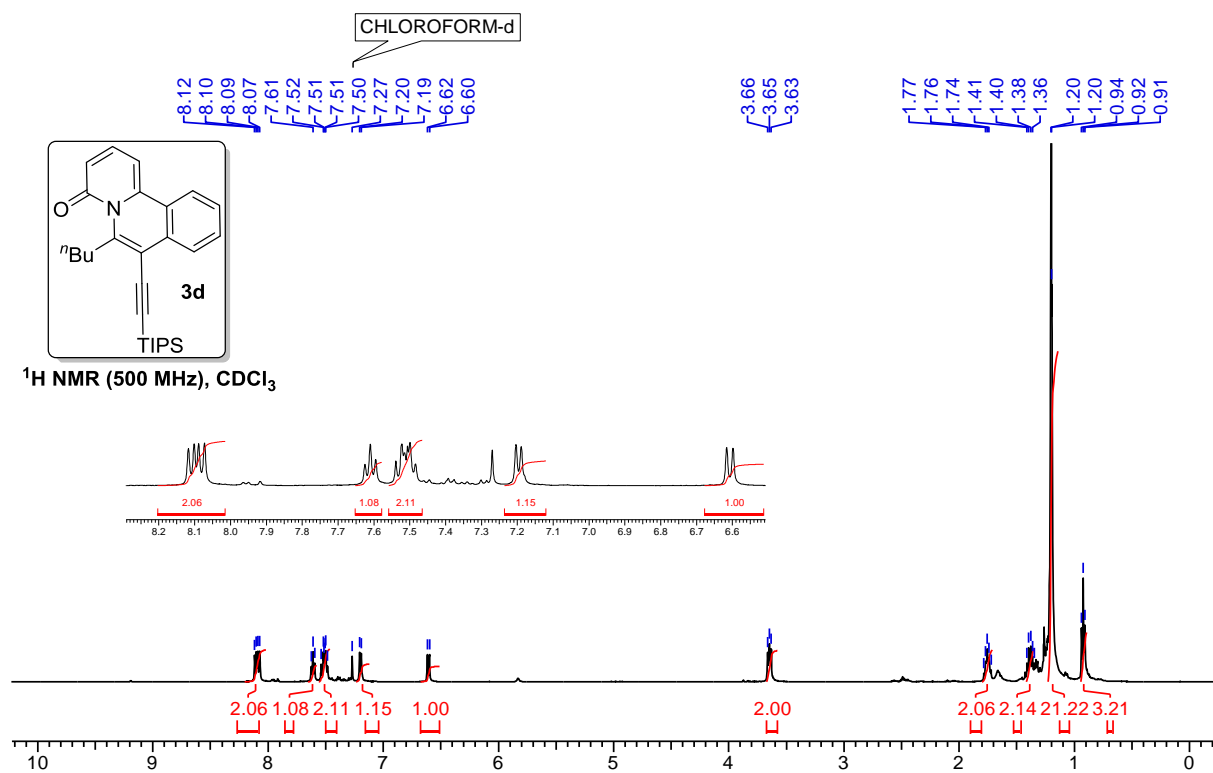 CHLOROFORM-d
8.12 8.10 8.09 8.07 7.61 7.52 7.51 7.51 7.50 7.27 7.20 7.19 6.62 6.60 3.66 3.65 3.63 1.77 1.76 1.74 1.41 1.40 1.38 1.36 1.20 1.20 0.94 0.92 0.91
O
N
nBu
3d
TIPS
1H NMR (500 MHz), CDCl3
2.06 1.08 2.11 1.15 1.00
8.2 8.1 8.0 7.9 7.8 7.7 7.6 7.5 7.4 7.3 7.2 7.1 7.0 6.9 6.8 6.7 6.6
2.06 1.08 2.11 1.15 1.00 2.00 2.06 2.14 21.22 3.21
10 9 8 7 6 5 4 3 2 1 0